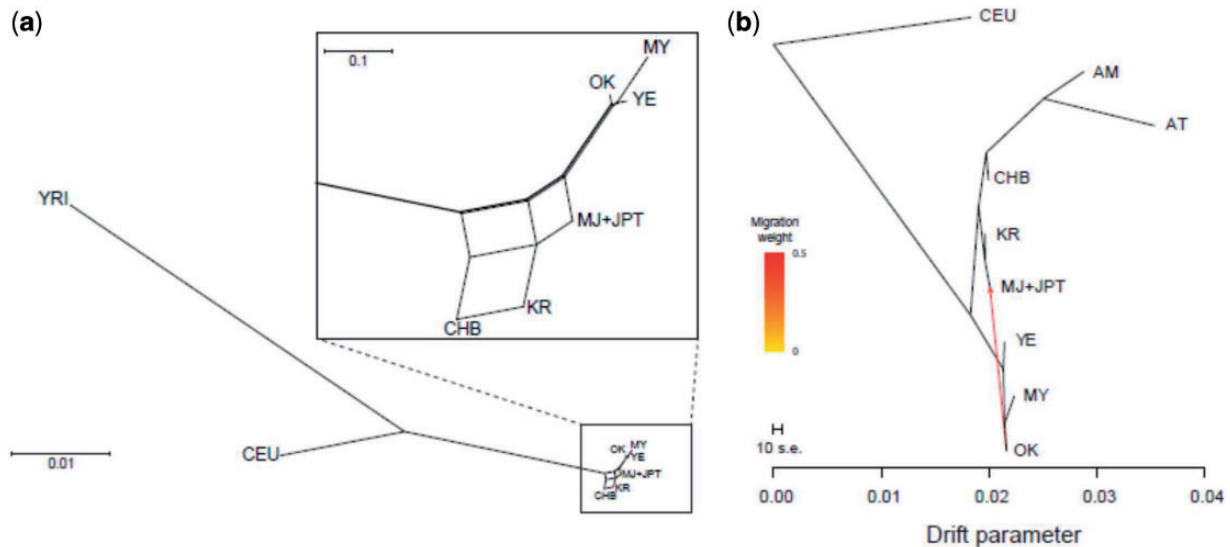 (a)
0.1
MY
OK
YE
MJ+JPT
KR
CHB
YRI
CEU
0.01
OK
MY
YE
MJ+JPT
KR
CHB
(b)
CEU
AM
AT
CHB
KR
MJ+JPT
YE
MY
OK
Migration
weight
0.5
0
10 s.e.
0.00 0.01 0.02 0.03 0.04
Drift parameter